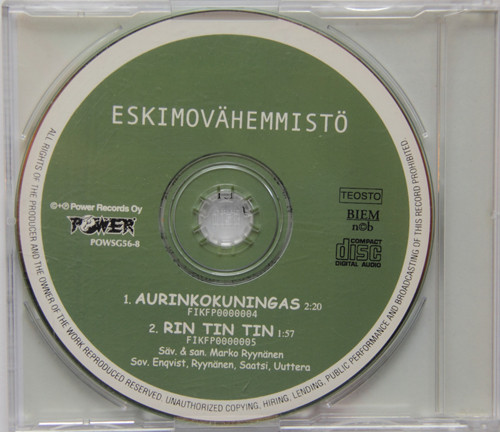 ESKIMOVÄHEMMISTÖ
©+℗ Power Records Oy
POWER
POWSG56-8
TEOSTO
BIEM
n©b
COMPACT
disc
DIGITAL AUDIO
1. AURINKOKUNINGAS 2:20
FIKFP0000004
2. RIN TIN TIN 1:57
FIKFP0000005
Säv. & san. Marko Ryynänen
Sov. Enqvist, Ryynänen, Saatsi, Uuttera
ALL RIGHTS OF THE PRODUCER AND THE OWNER OF THE WORK REPRODUCED RESERVED. UNAUTHORIZED COPYING, HIRING, LENDING, PUBLIC PERFORMANCE AND BROADCASTING OF THIS RECORD PROHIBITED.